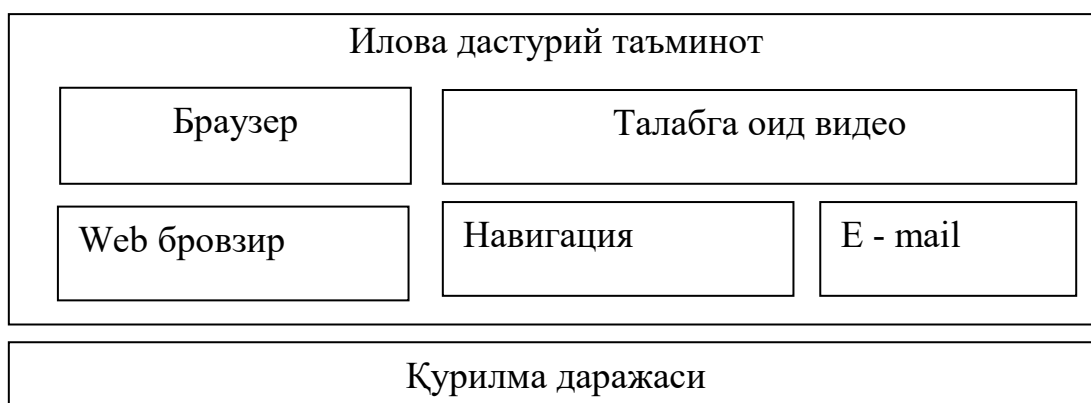 Илова дастурий таъминот
Браузер
Талабга оид видео
Web бровзир
Навигация
E - mail
Қурилма даражаси